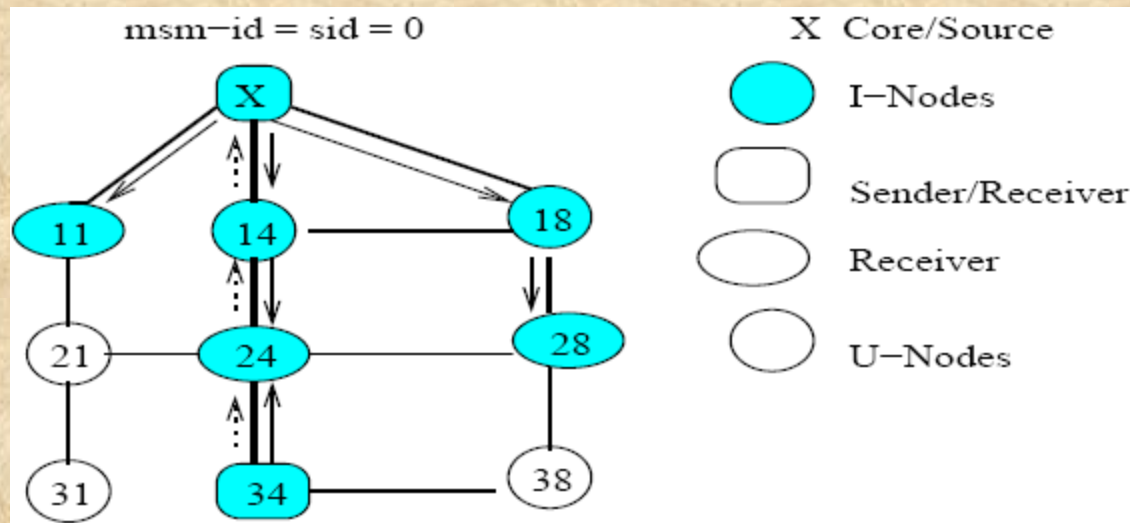 msm−id = sid = 0
X Core/Source
X
I−Nodes
Sender/Receiver
11
14
18
Receiver
21
24
28
U−Nodes
31
34
38